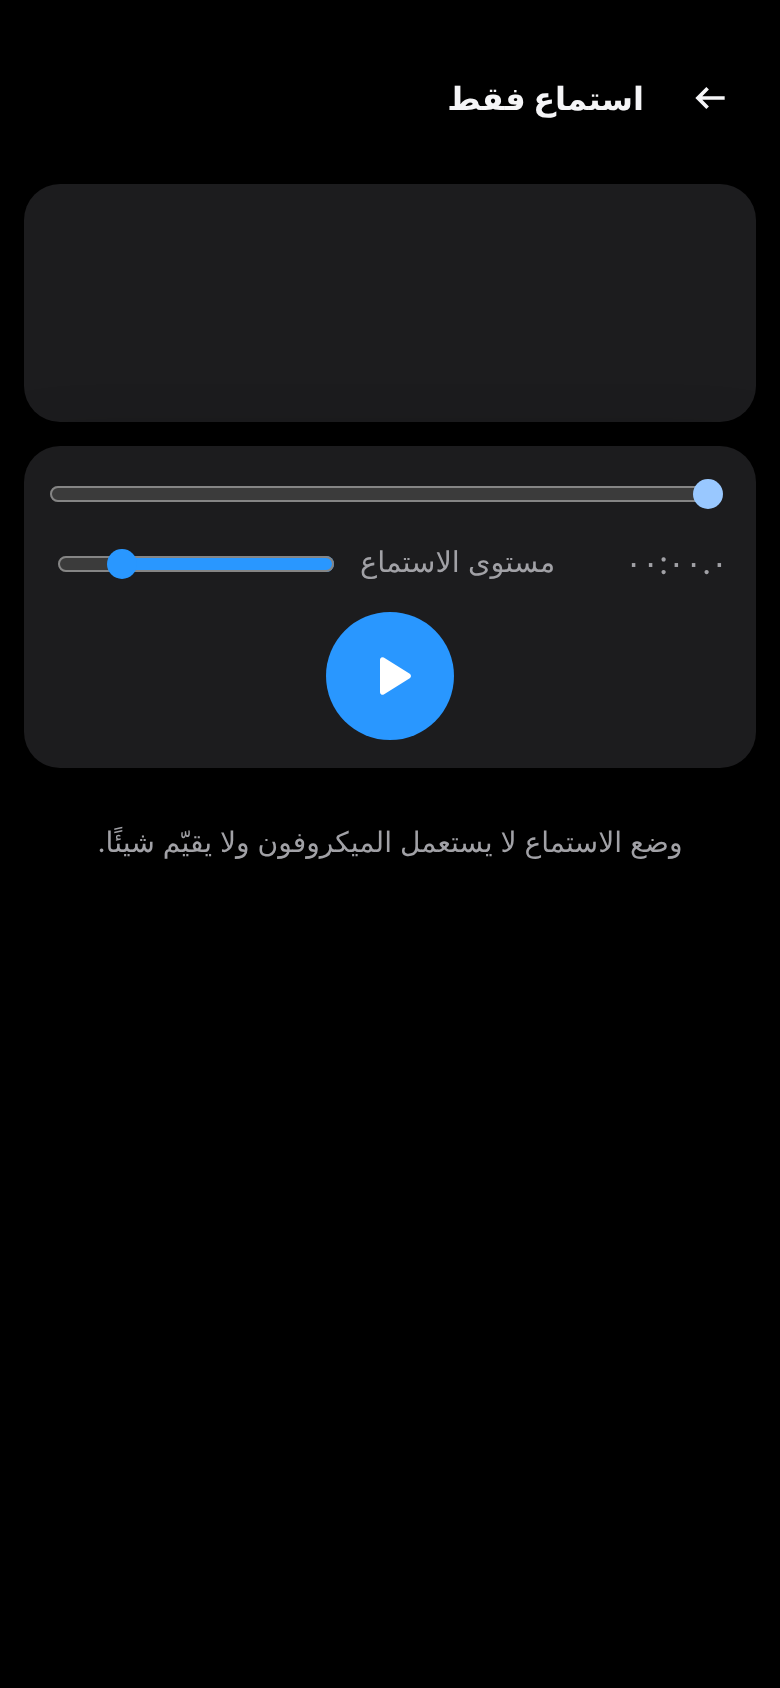 استماع فقط
٠٠:٠٠.٠
مستوى الاستماع
وضع الاستماع لا يستعمل الميكروفون ولا يقيّم شيئًا.